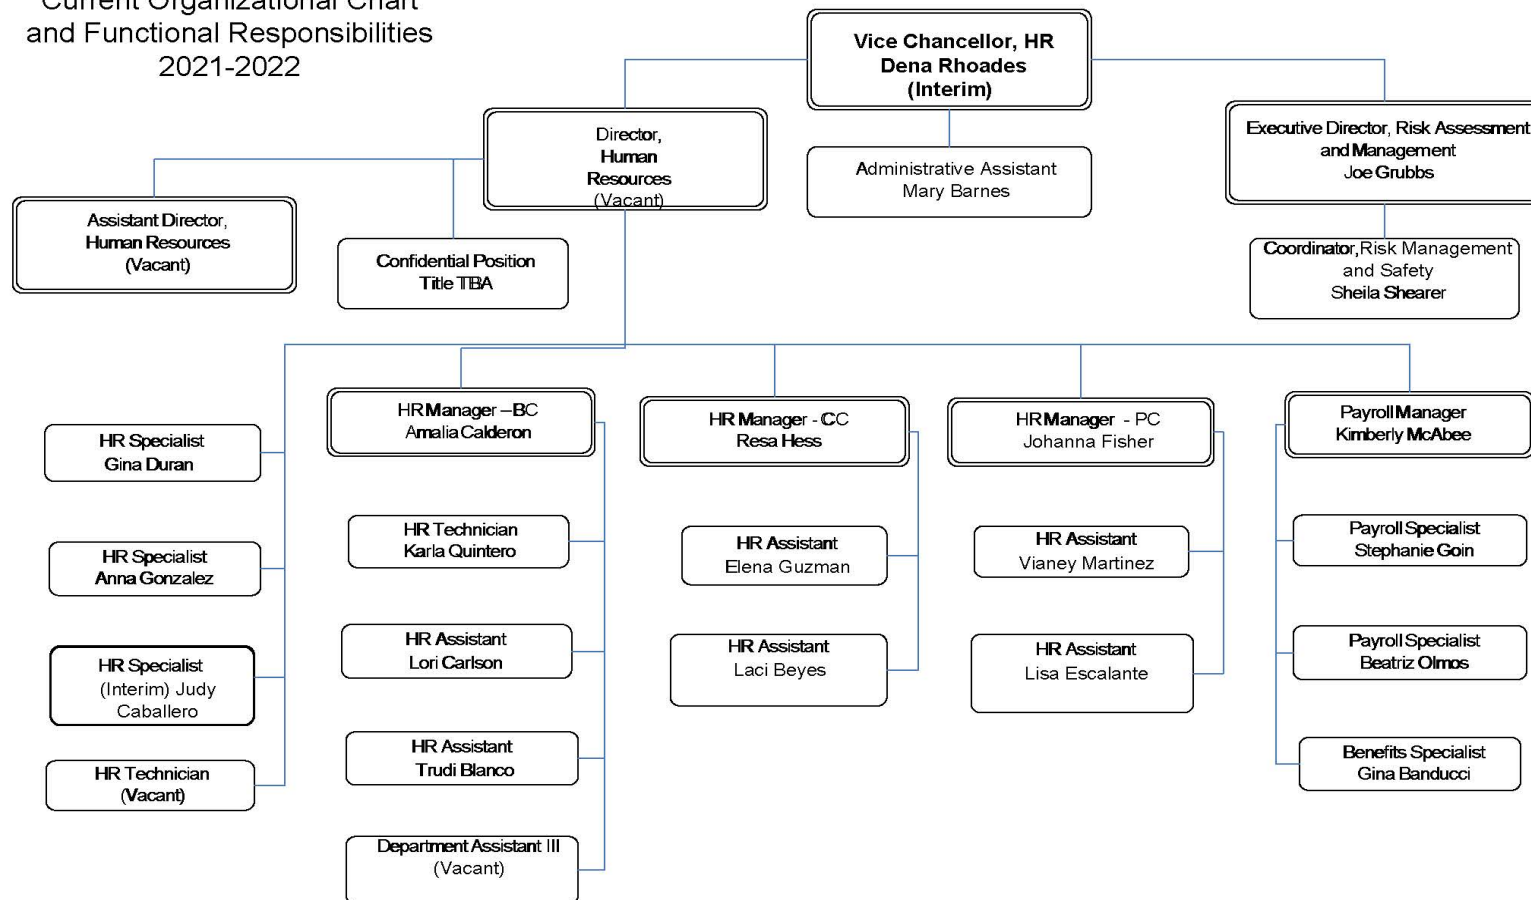 Current Organizational Chart
and Functional Responsibilities
2021-2022
Vice Chancellor, HR
Dena Rhoades
(Interim)
Director,
Human
Resources
(Vacant)
Administrative Assistant
Mary Barnes
Executive Director, Risk Assessment
and Management
Joe Grubbs
Assistant Director,
Human Resources
(Vacant)
Confidential Position
Title TBA
Coordinator,Risk Management
and Safety
Sheila Shearer
HR Manager – BC
Amalia Calderon
HR Manager - CC
Resa Hess
HR Manager - PC
Johanna Fisher
Payroll Manager
Kimberly McAbee
HR Specialist
Gina Duran
HR Specialist
Anna Gonzalez
HR Specialist
(Interim) Judy
Caballero
HR Technician
(Vacant)
HR Technician
Karla Quintero
HR Assistant
Lori Carlson
HR Assistant
Trudi Blanco
Department Assistant III
(Vacant)
HR Assistant
Elena Guzman
HR Assistant
Laci Beyes
HR Assistant
Vianey Martinez
HR Assistant
Lisa Escalante
Payroll Specialist
Stephanie Goin
Payroll Specialist
Beatriz Olmos
Benefits Specialist
Gina Banducci